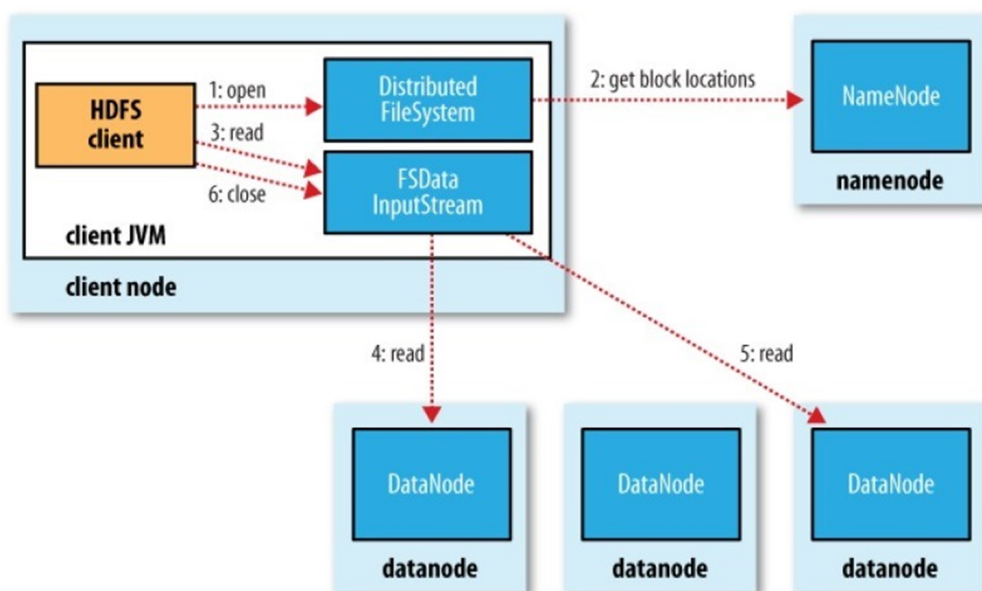 HDFS
client
1: open
3: read
6: close
Distributed
FileSystem
FSData
InputStream
client JVM
client node
2: get block locations
NameNode
namenode
4: read
5: read
DataNode
datanode
DataNode
datanode
DataNode
datanode